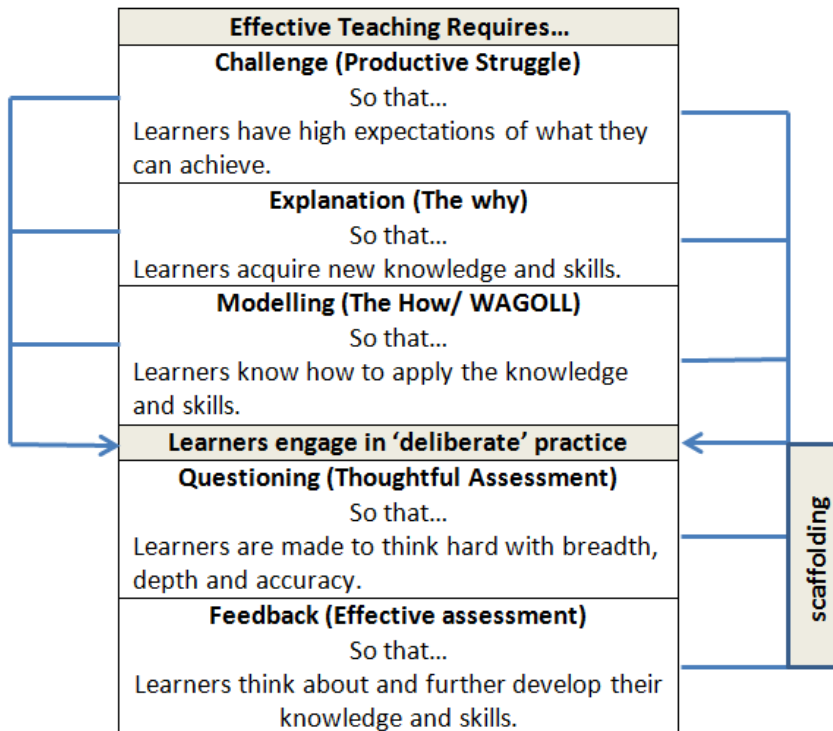 Effective Teaching Requires…
Challenge (Productive Struggle)
So that…
Learners have high expectations of what they
can achieve.
Explanation (The why)
So that…
Learners acquire new knowledge and skills.
Modelling (The How/ WAGOLL)
So that…
Learners know how to apply the knowledge
and skills.
Learners engage in ‘deliberate’ practice
Questioning (Thoughtful Assessment)
So that…
Learners are made to think hard with breadth,
depth and accuracy.
Feedback (Effective assessment)
So that…
Learners think about and further develop their
knowledge and skills.
scaffolding